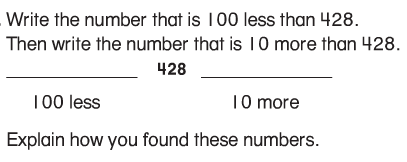 Write the number that is 100 less than 428.
Then write the number that is 10 more than 428.
428
100 less 10 more
Explain how you found these numbers.